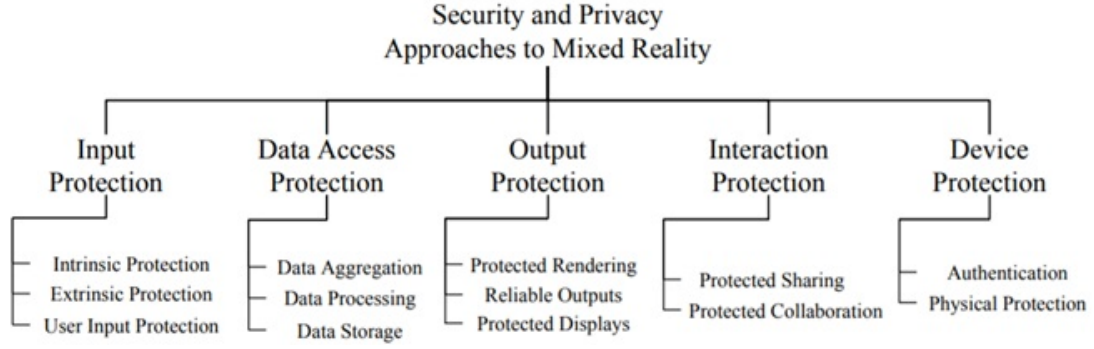 Security and Privacy
Approaches to Mixed Reality
Input
Protection
Intrinsic Protection
Extrinsic Protection
User Input Protection
Data Access
Protection
Data Aggregation
Data Processing
Data Storage
Output
Protection
Protected Rendering
Reliable Outputs
Protected Displays
Interaction
Protection
Protected Sharing
Protected Collaboration
Device
Protection
Authentication
Physical Protection